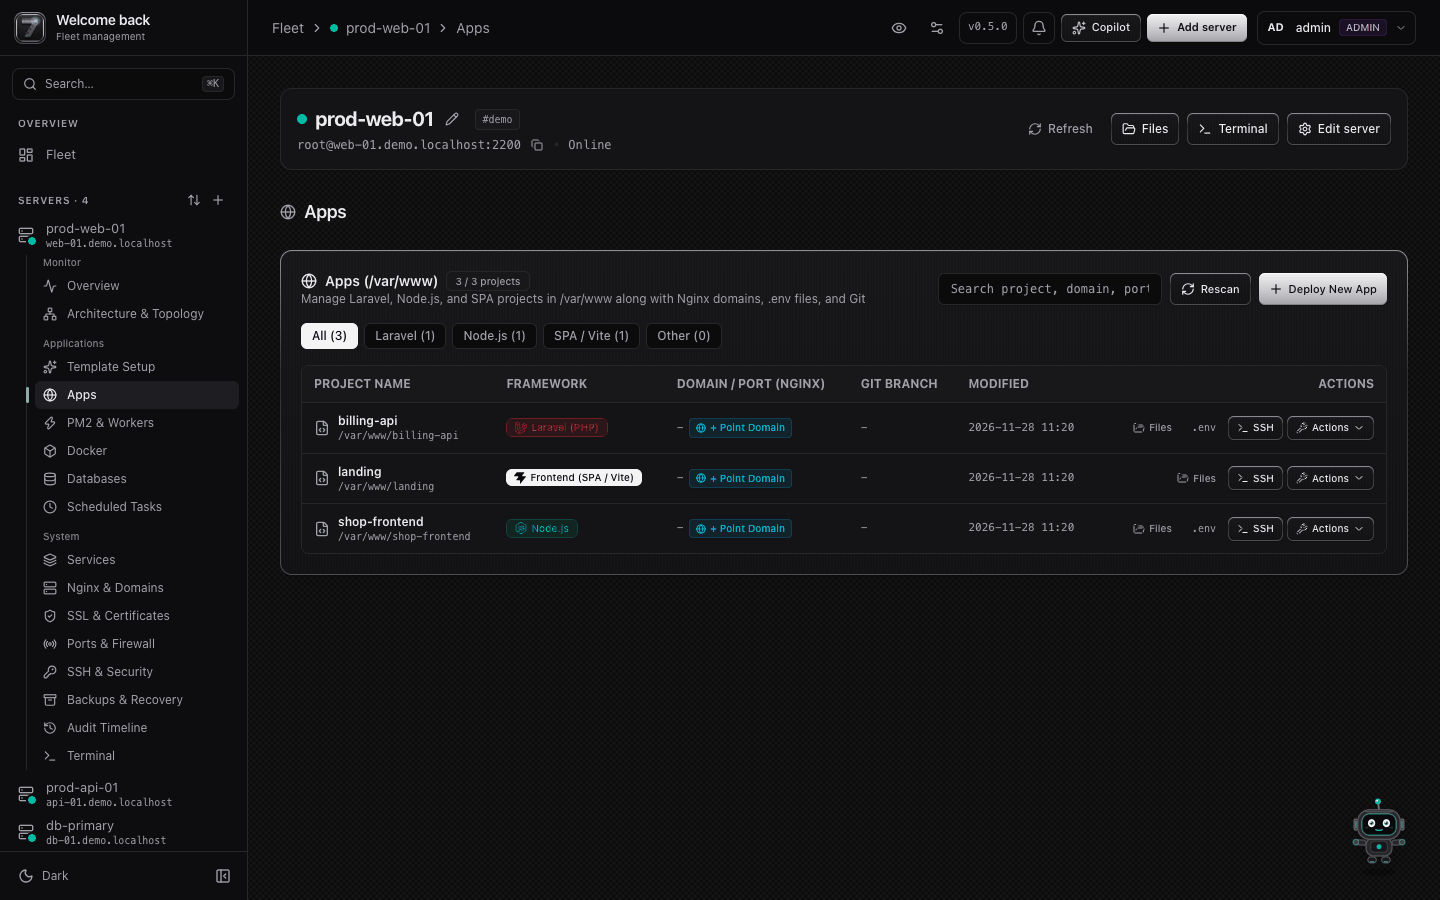 Welcome back
Fleet management
Search...
⌘K
OVERVIEW
Fleet
SERVERS · 4
prod-web-01
web-01.demo.localhost
Monitor
Overview
Architecture & Topology
Applications
Template Setup
Apps
PM2 & Workers
Docker
Databases
Scheduled Tasks
System
Services
Nginx & Domains
SSL & Certificates
Ports & Firewall
SSH & Security
Backups & Recovery
Audit Timeline
Terminal
prod-api-01
api-01.demo.localhost
db-primary
db-01.demo.localhost
Dark
Fleet > prod-web-01 > Apps
v0.5.0
Copilot
+ Add server
AD admin ADMIN
prod-web-01 #demo
root@web-01.demo.localhost:2200 · Online
Refresh
Files
Terminal
Edit server
Apps
Apps (/var/www) 3 / 3 projects
Manage Laravel, Node.js, and SPA projects in /var/www along with Nginx domains, .env files, and Git
Search project, domain, port
Rescan
+ Deploy New App
All (3) Laravel (1) Node.js (1) SPA / Vite (1) Other (0)
PROJECT NAME FRAMEWORK DOMAIN / PORT (NGINX) GIT BRANCH MODIFIED ACTIONS
billing-api
/var/www/billing-api
Laravel (PHP) – + Point Domain – 2026-11-28 11:20 Files .env SSH Actions
landing
/var/www/landing
Frontend (SPA / Vite) – + Point Domain – 2026-11-28 11:20 Files SSH Actions
shop-frontend
/var/www/shop-frontend
Node.js – + Point Domain – 2026-11-28 11:20 Files .env SSH Actions